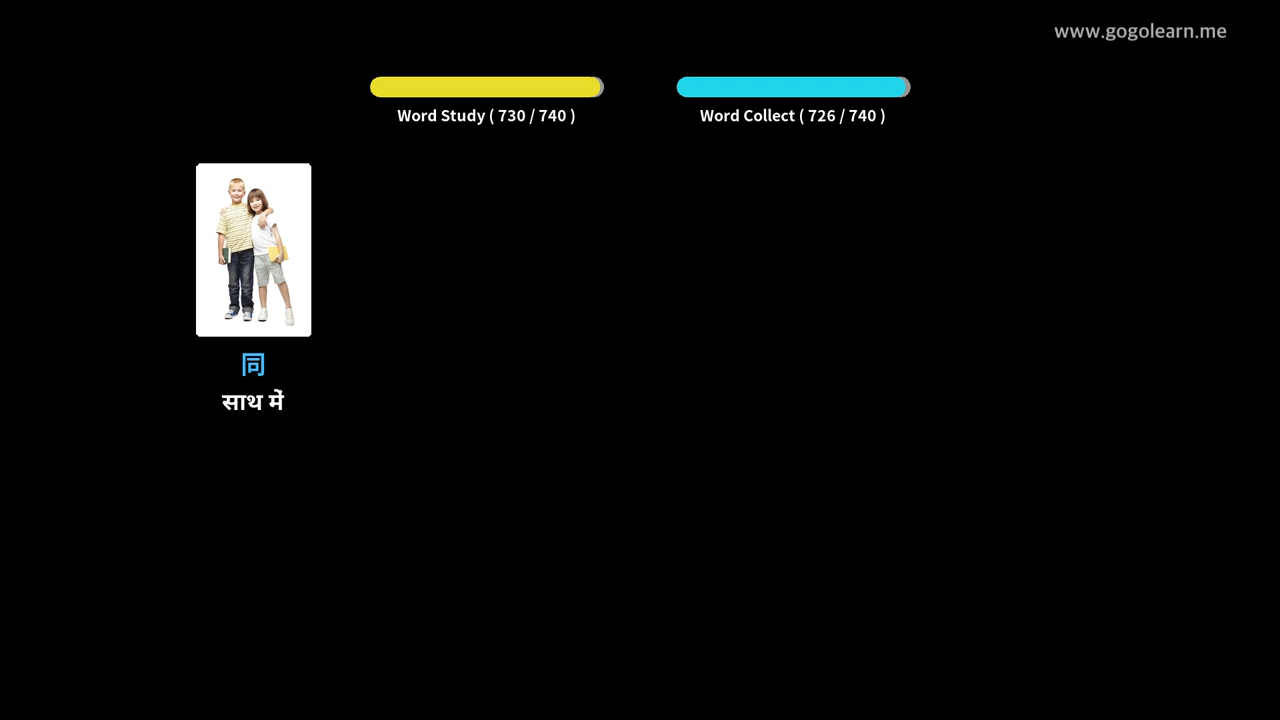 www.gogolearn.me
Word Study ( 730 / 740 )
Word Collect ( 726 / 740 )
同
साथ में